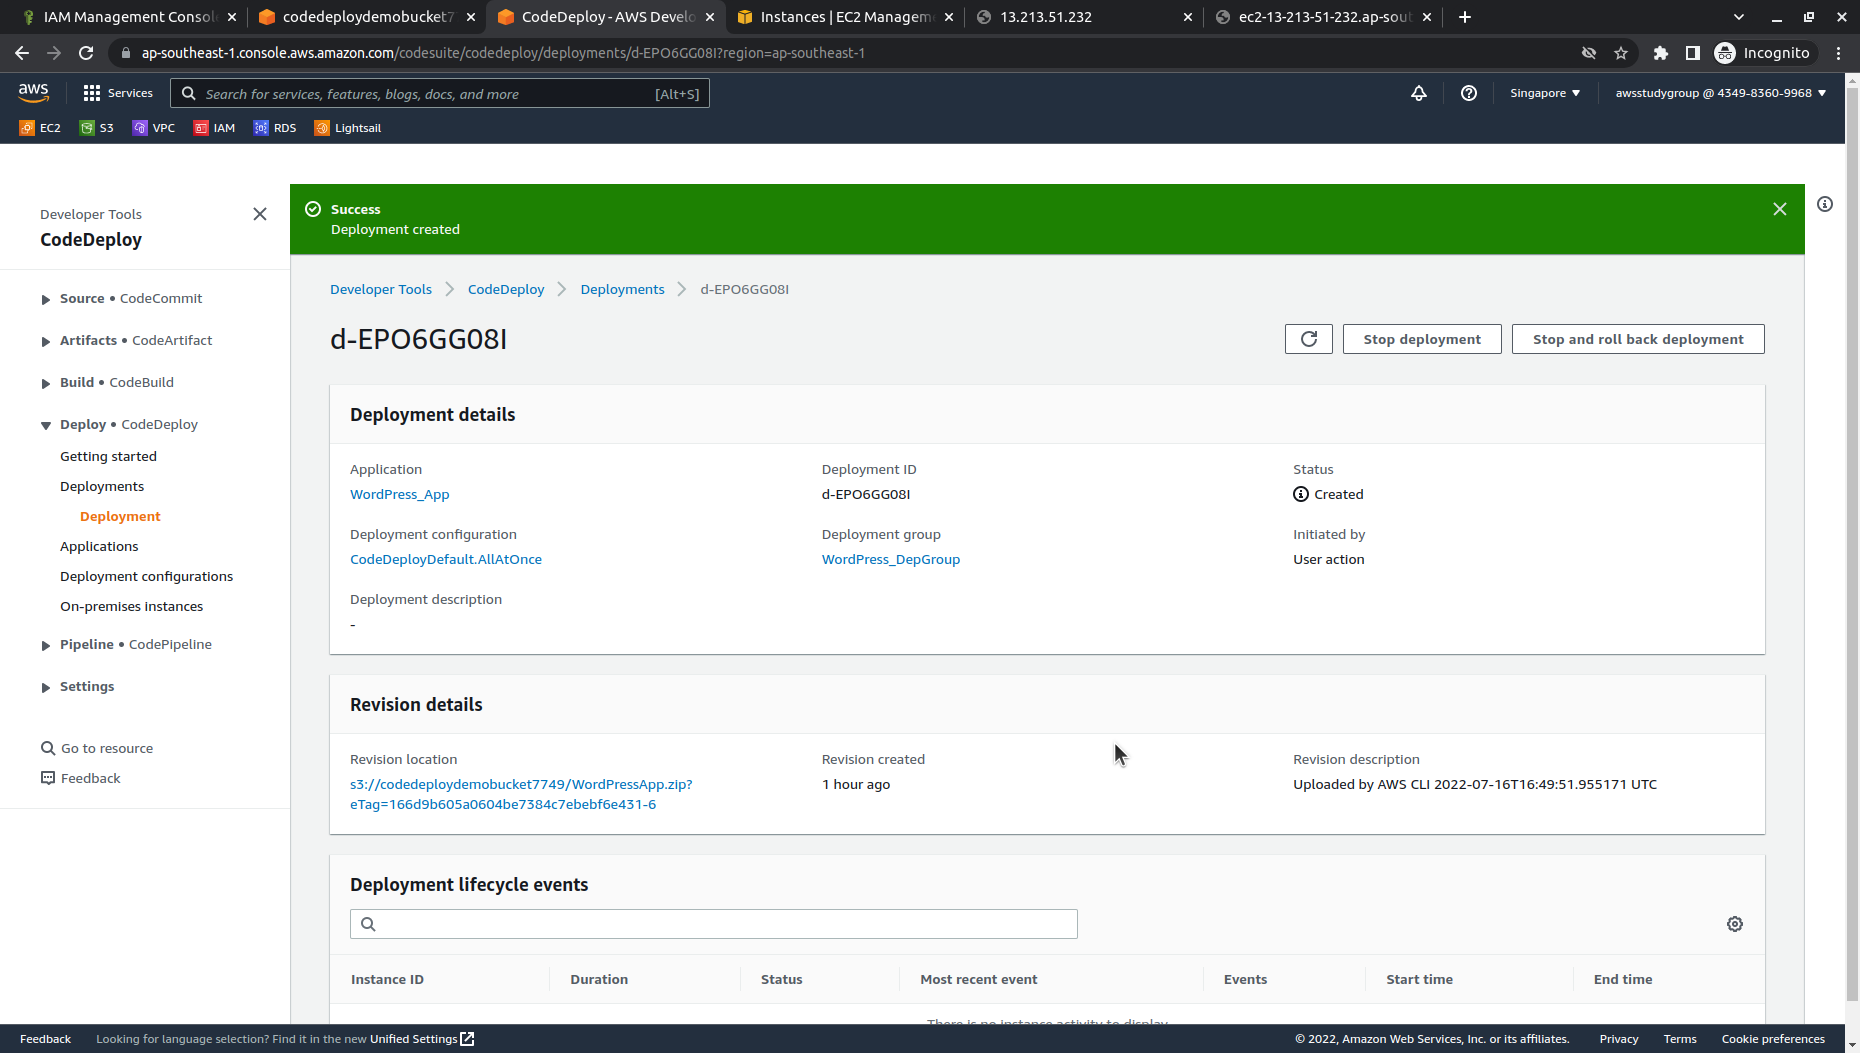 IAM Management Consol
codedeploydemobucket7
CodeDeploy - AWS Develo
Instances | EC2 Managem
13.213.51.232
ec2-13-213-51-232.ap-sout
ap-southeast-1.console.aws.amazon.com/codesuite/codedeploy/deployments/d-EPO6GG08I?region=ap-southeast-1
Incognito
aws
Services
Search for services, features, blogs, docs, and more
[Alt+S]
Singapore
awsstudygroup @ 4349-8360-9968
EC2
S3
VPC
IAM
RDS
Lightsail
Developer Tools
CodeDeploy
Source • CodeCommit
Artifacts • CodeArtifact
Build • CodeBuild
Deploy • CodeDeploy
Getting started
Deployments
Deployment
Applications
Deployment configurations
On-premises instances
Pipeline • CodePipeline
Settings
Go to resource
Feedback
Success
Deployment created
Developer Tools
CodeDeploy
Deployments
d-EPO6GG08I
d-EPO6GG08I
Stop deployment
Stop and roll back deployment
Deployment details
Application
WordPress_App
Deployment ID
d-EPO6GG08I
Status
Created
Deployment configuration
CodeDeployDefault.AllAtOnce
Deployment group
WordPress_DepGroup
Initiated by
User action
Deployment description
-
Revision details
Revision location
s3://codedeploydemobucket7749/WordPressApp.zip?
eTag=166d9b605a0604be7384c7ebebf6e431-6
Revision created
1 hour ago
Revision description
Uploaded by AWS CLI 2022-07-16T16:49:51.955171 UTC
Deployment lifecycle events
Instance ID
Duration
Status
Most recent event
Events
Start time
End time
There is no instance activity to display
Feedback
Looking for language selection? Find it in the new Unified Settings
© 2022, Amazon Web Services, Inc. or its affiliates.
Privacy
Terms
Cookie preferences